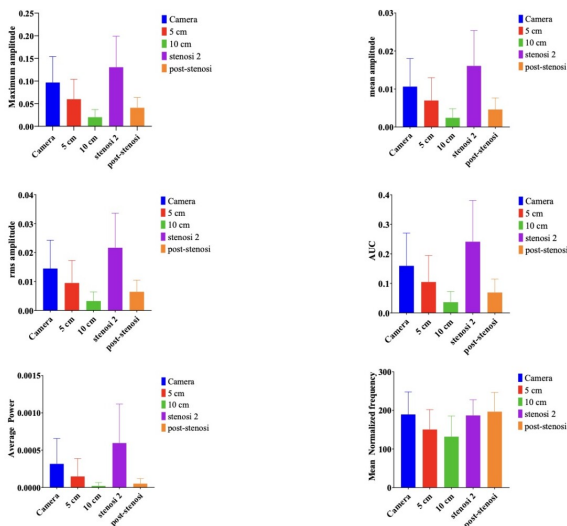 Maximum amplitude
0.25
0.20
0.15
0.10
0.05
0.00
Camera
5 cm
10 cm
stenosi 2
post-stenosi
Camera
5 cm
10 cm
stenosi 2
post-stenosi
mean amplitude
0.03
0.02
0.01
0.00
Camera
5 cm
10 cm
stenosi 2
post-stenosi
Camera
5 cm
10 cm
stenosi 2
post-stenosi
rms amplitude
0.04
0.03
0.02
0.01
0.00
Camera
5 cm
10 cm
stenosi 2
post-stenosi
Camera
5 cm
10 cm
stenosi 2
post-stenosi
AUC
0.4
0.3
0.2
0.1
0.0
Camera
5 cm
10 cm
stenosi 2
post-stenosi
Camera
5 cm
10 cm
stenosi 2
post-stenosi
Average Power
0.0015
0.0010
0.0005
0.0000
Camera
5 cm
10 cm
stenosi 2
post-stenosi
Camera
5 cm
10 cm
stenosi 2
post-stenosi
Mean Normalized frequency
300
200
100
0
Camera
5 cm
10 cm
stenosi 2
post-stenosi
Camera
5 cm
10 cm
stenosi 2
post-stenosi